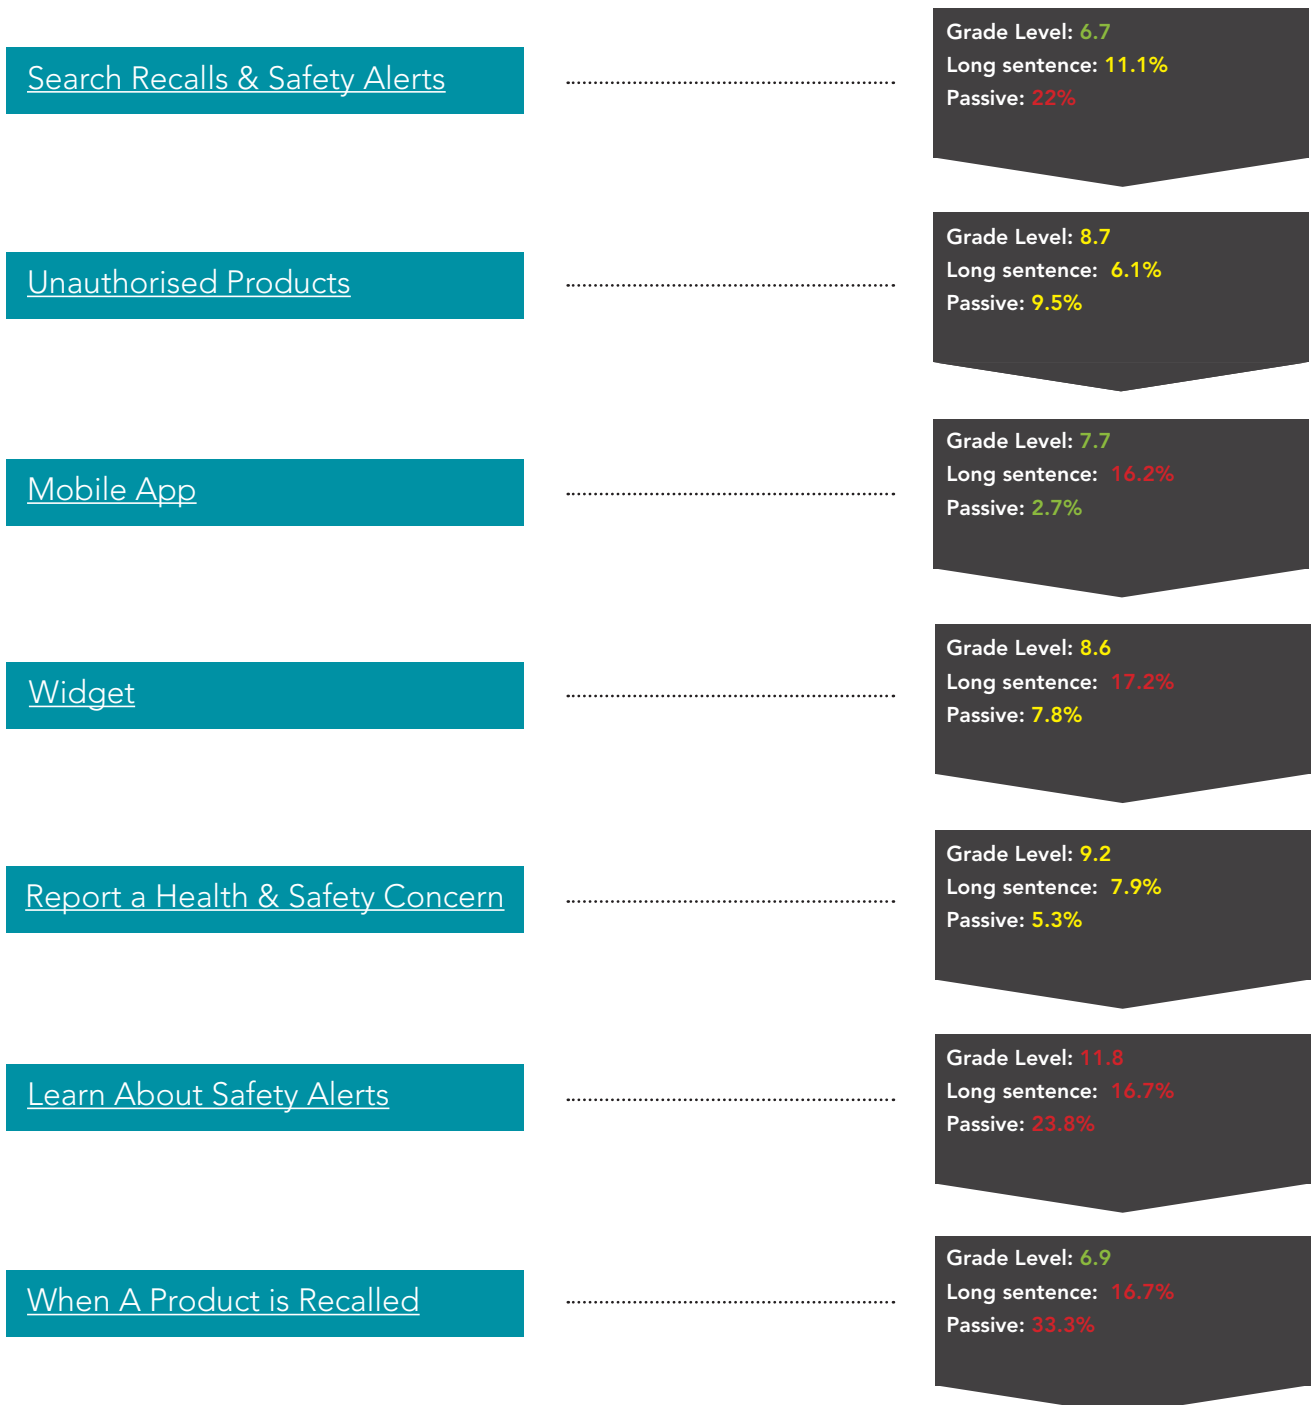 Search Recalls & Safety Alerts
Grade Level: 6.7
Long sentence: 11.1%
Passive: 22%
Unauthorised Products
Grade Level: 8.7
Long sentence: 6.1%
Passive: 9.5%
Mobile App
Grade Level: 7.7
Long sentence: 16.2%
Passive: 2.7%
Widget
Grade Level: 8.6
Long sentence: 17.2%
Passive: 7.8%
Report a Health & Safety Concern
Grade Level: 9.2
Long sentence: 7.9%
Passive: 5.3%
Learn About Safety Alerts
Grade Level: 11.8
Long sentence: 16.7%
Passive: 23.8%
When A Product is Recalled
Grade Level: 6.9
Long sentence: 16.7%
Passive: 33.3%